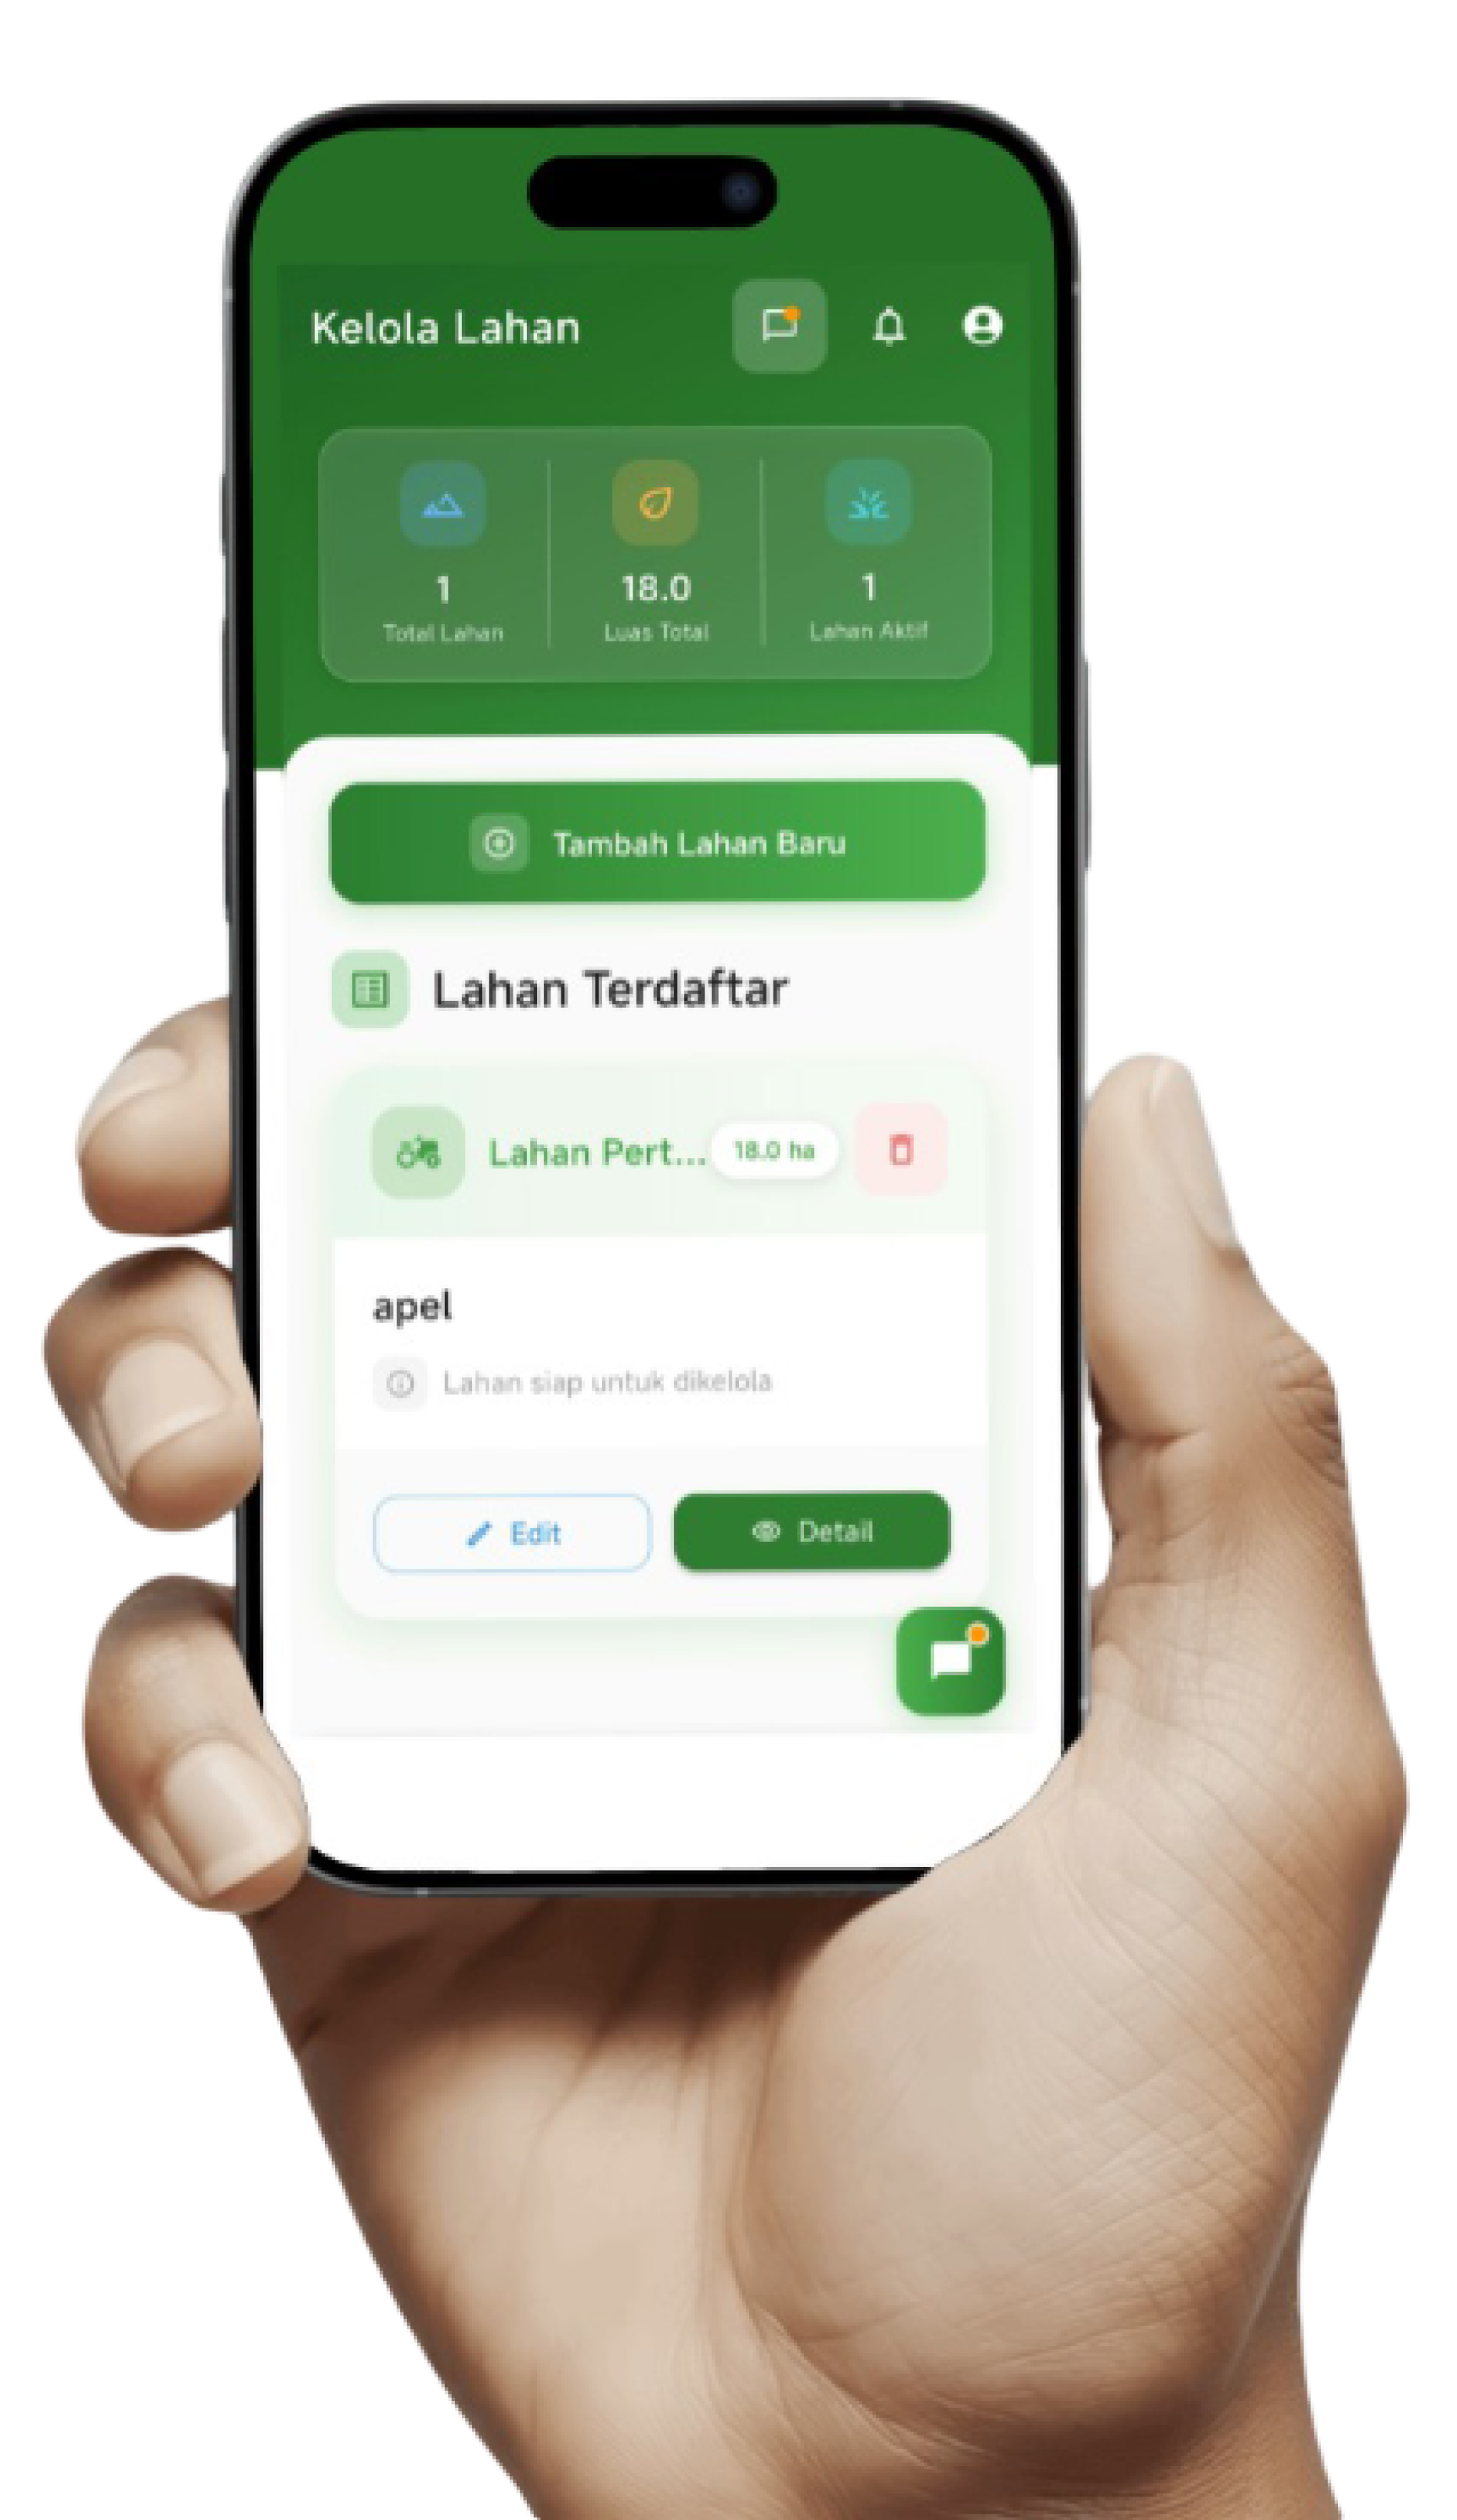 Kelola Lahan
1
18.0
1
Total Lahan
Luas Total
Lahan Aktif
Tambah Lahan Baru
Lahan Terdaftar
Lahan Pert...
18.0 ha
apel
Lahan siap untuk dikelola
Edit
Detail